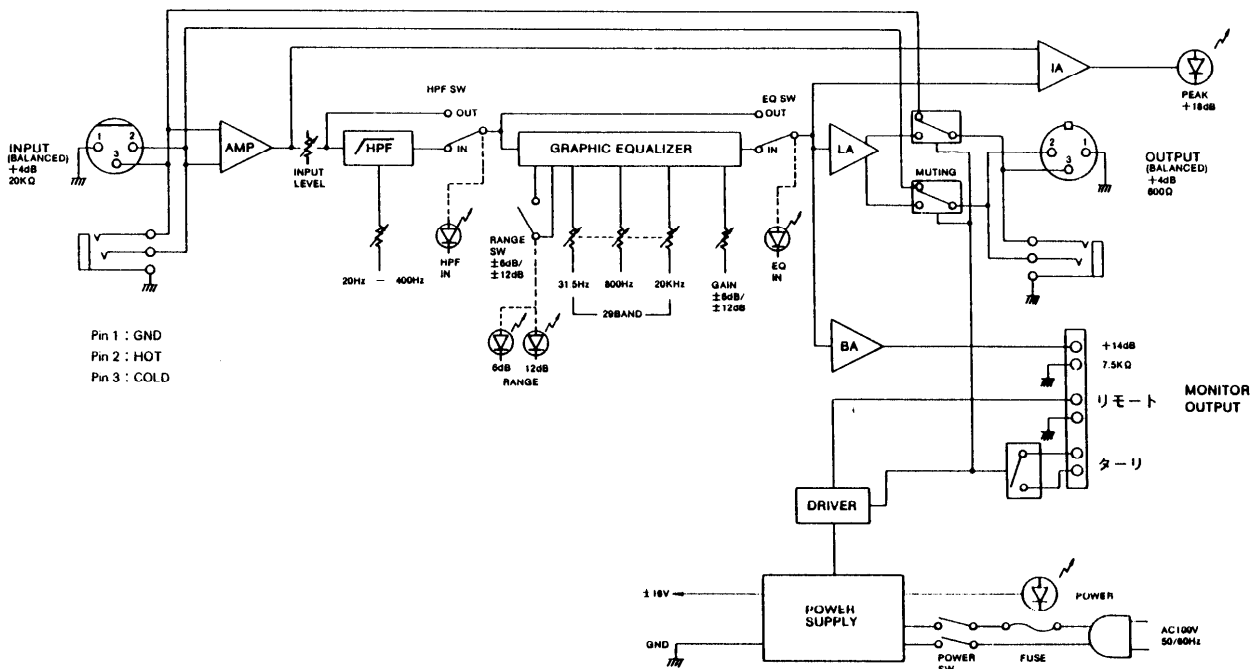 HPF SW
OUT
IN
EQ SW
OUT
IN
INPUT
(BALANCED)
+4dB
20KΩ
1
2
3
AMP
INPUT
LEVEL
HPF
20Hz — 400Hz
HPF
IN
GRAPHIC EQUALIZER
RANGE
SW
±6dB/
±12dB
31.5Hz
800Hz
20KHz
29BAND
GAIN
±6dB/
±12dB
6dB
12dB
RANGE
EQ
IN
LA
IA
PEAK
+18dB
MUTING
2
1
3
OUTPUT
(BALANCED)
+4dB
600Ω
BA
+14dB
7.5KΩ
リモート
ターリ
MONITOR
OUTPUT
Pin 1 : GND
Pin 2 : HOT
Pin 3 : COLD
DRIVER
POWER
SUPPLY
GND
POWER
POWER
SW
FUSE
AC100V
50/60Hz